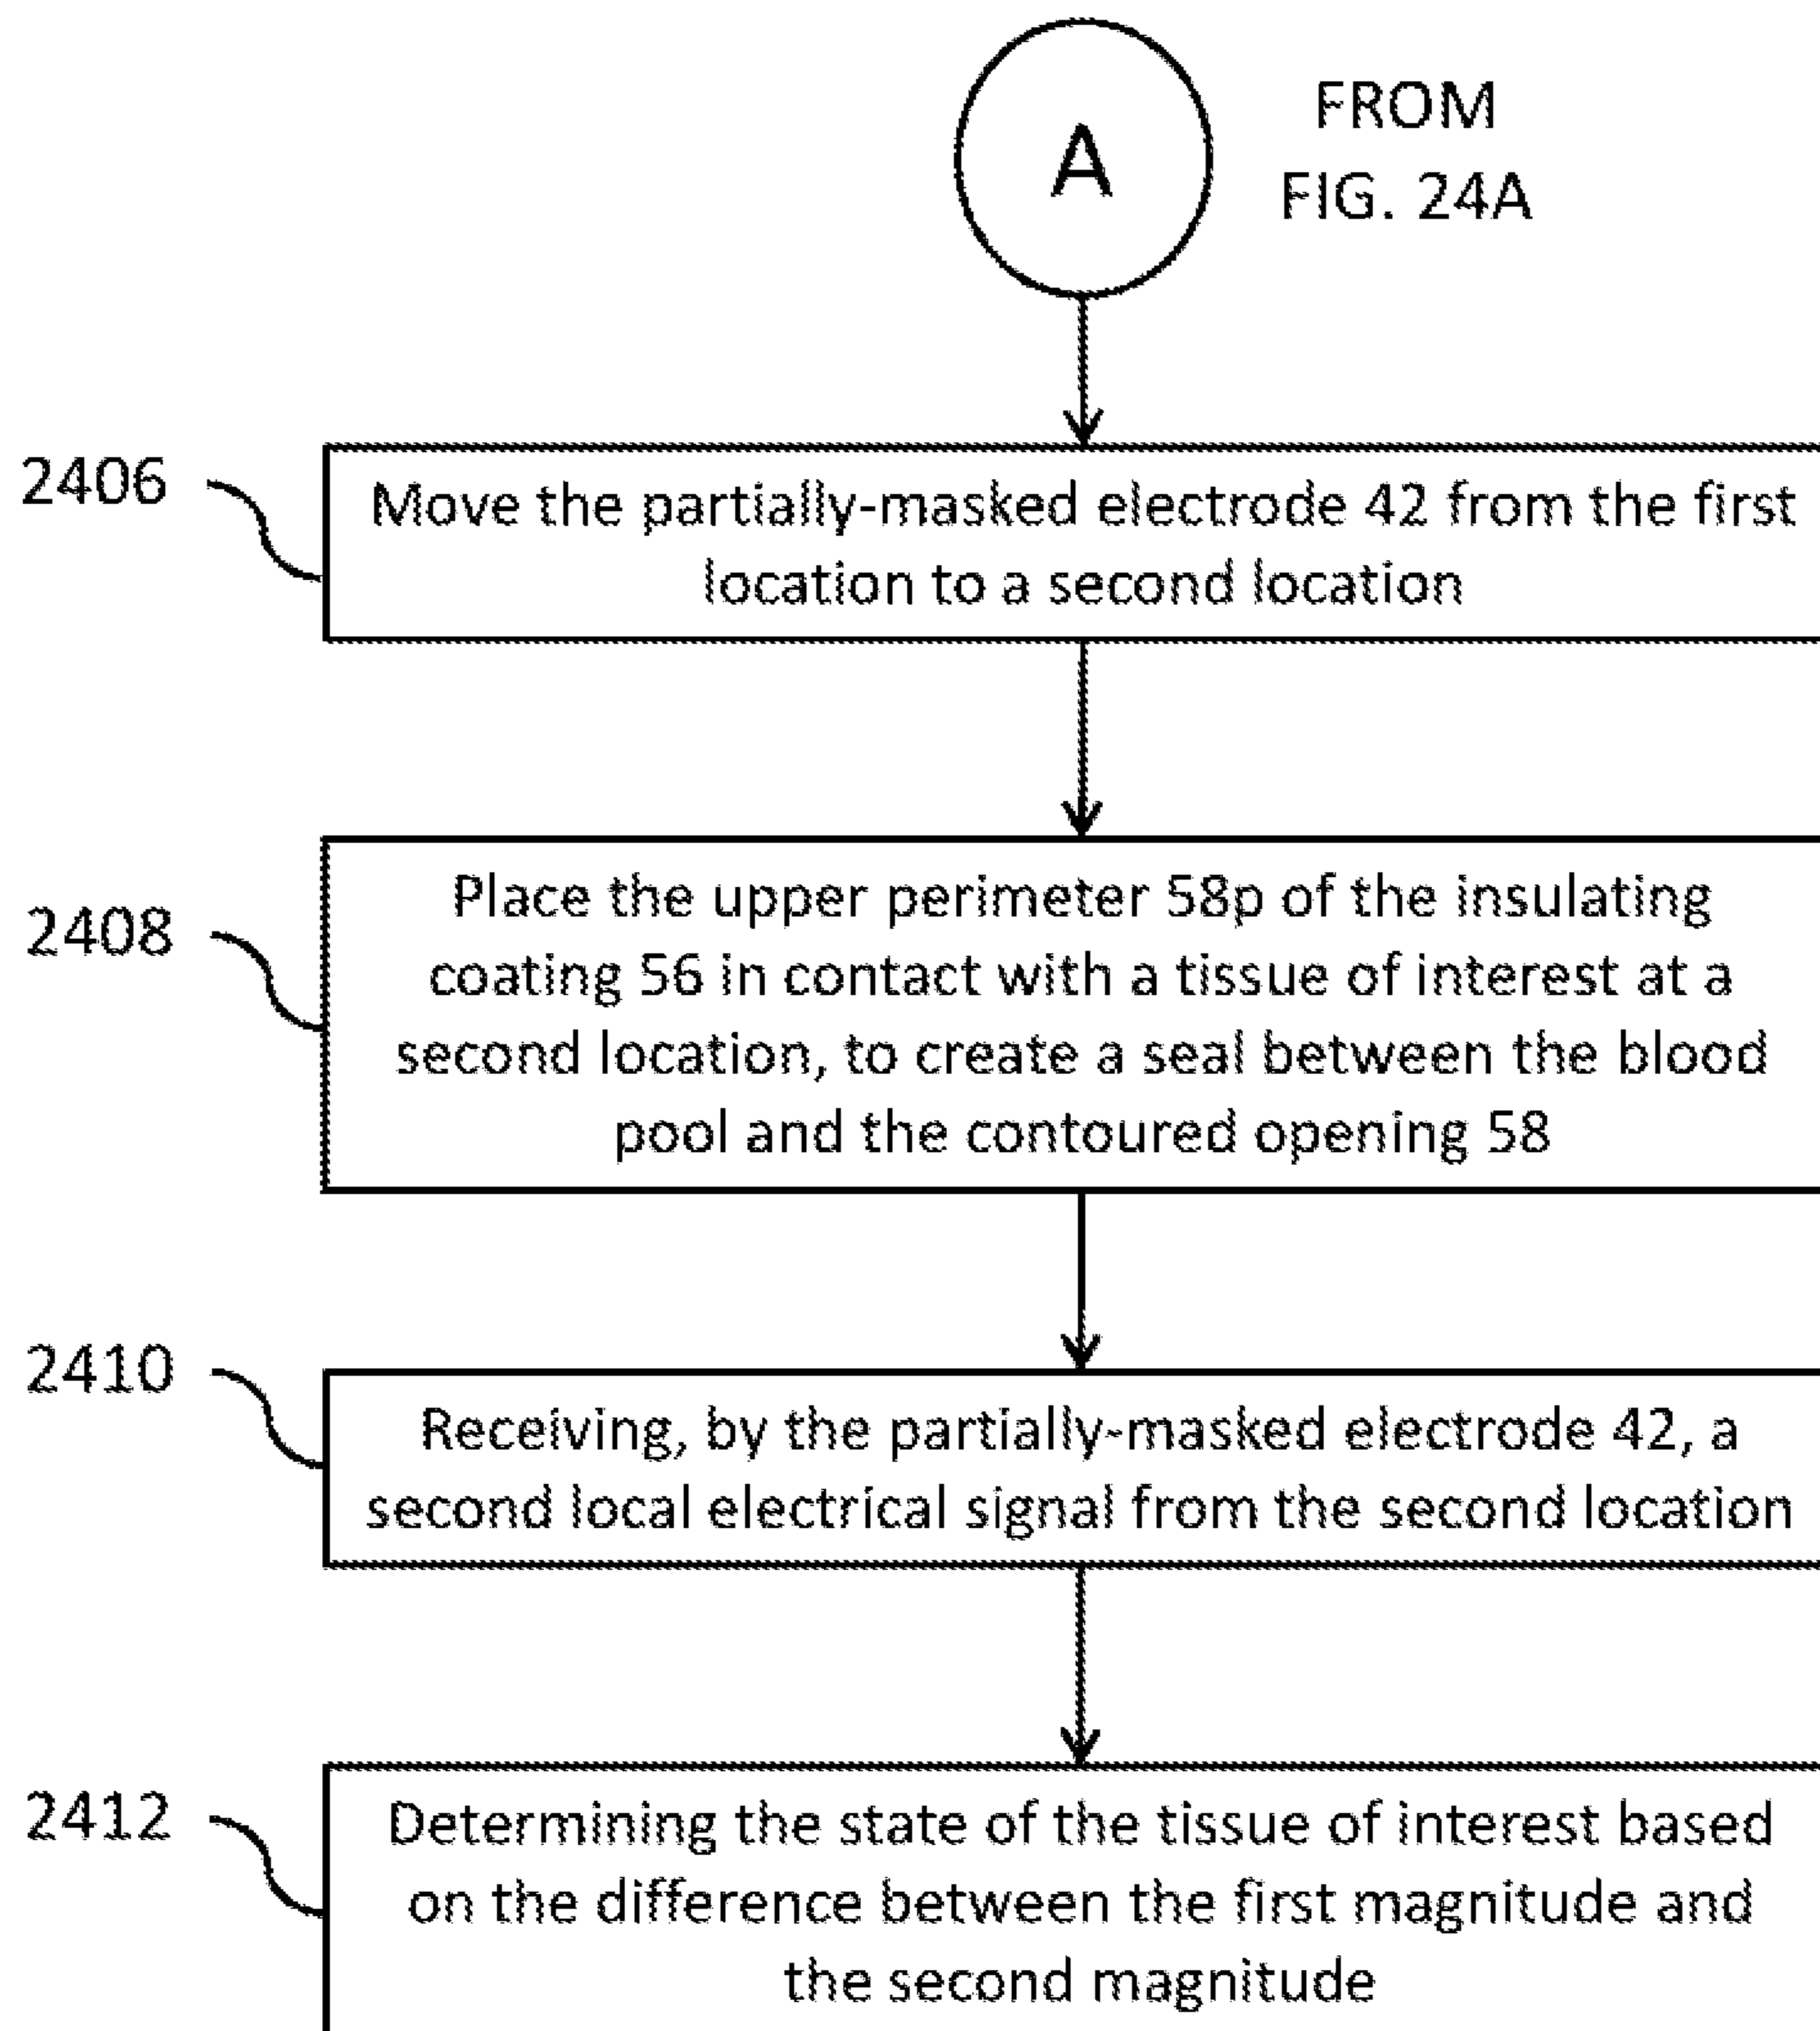 A
FROM
FIG. 24A
2406
Move the partially-masked electrode 42 from the first
location to a second location
2408
Place the upper perimeter 58p of the insulating
coating 56 in contact with a tissue of interest at a
second location, to create a seal between the blood
pool and the contoured opening 58
2410
Receiving, by the partially-masked electrode 42, a
second local electrical signal from the second location
2412
Determining the state of the tissue of interest based
on the difference between the first magnitude and
the second magnitude